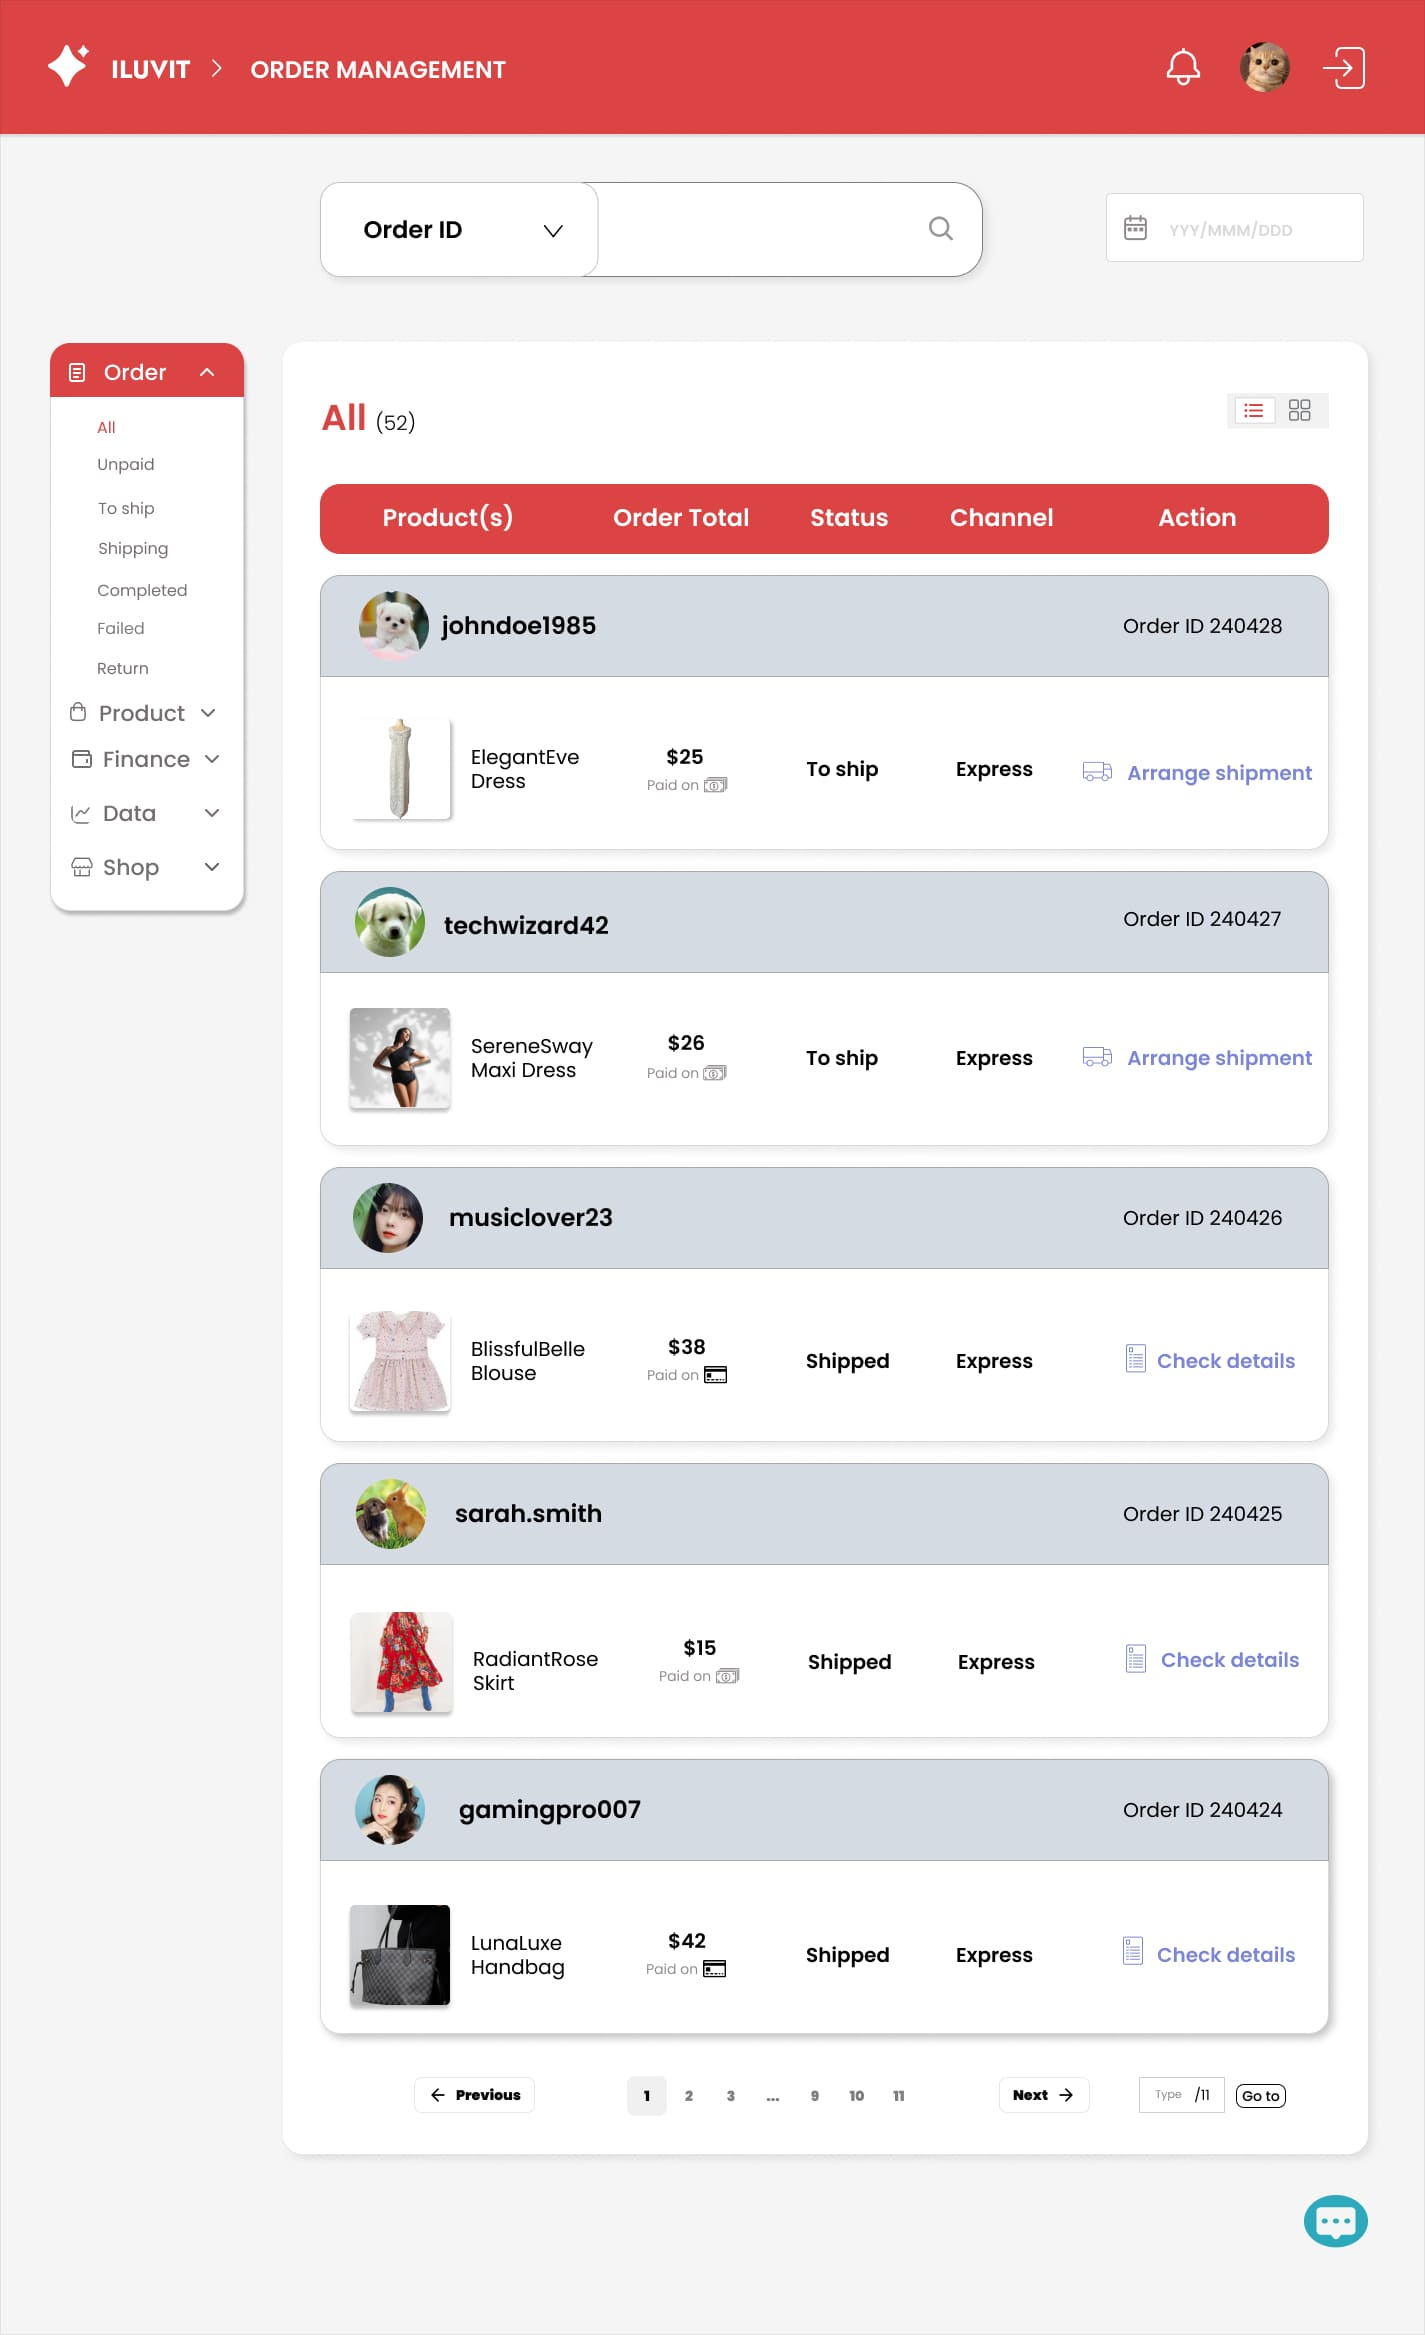 ILUVIT > ORDER MANAGEMENT
Order ID
YYY/MMM/DDD
Order
All
Unpaid
To ship
Shipping
Completed
Failed
Return
Product
Finance
Data
Shop
All (52)
Product(s) Order Total Status Channel Action
johndoe1985 Order ID 240428
ElegantEve
Dress
$25
Paid on
To ship
Express
Arrange shipment
techwizard42 Order ID 240427
SereneSway
Maxi Dress
$26
Paid on
To ship
Express
Arrange shipment
musiclover23 Order ID 240426
BlissfulBelle
Blouse
$38
Paid on
Shipped
Express
Check details
sarah.smith Order ID 240425
RadiantRose
Skirt
$15
Paid on
Shipped
Express
Check details
gamingpro007 Order ID 240424
LunaLuxe
Handbag
$42
Paid on
Shipped
Express
Check details
← Previous 1 2 3 ... 9 10 11 Next → Type /11 Go to